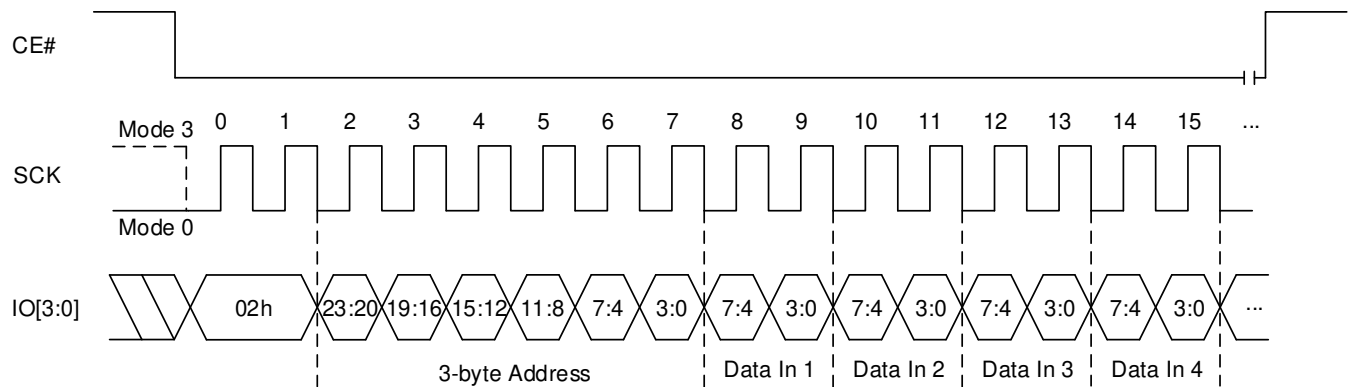 CE#
Mode 3 0 1 2 3 4 5 6 7 8 9 10 11 12 13 14 15 ...
SCK
Mode 0
IO[3:0] 02h 23:20 19:16 15:12 11:8 7:4 3:0 7:4 3:0 7:4 3:0 7:4 3:0 7:4 3:0 ...
3-byte Address Data In 1 Data In 2 Data In 3 Data In 4